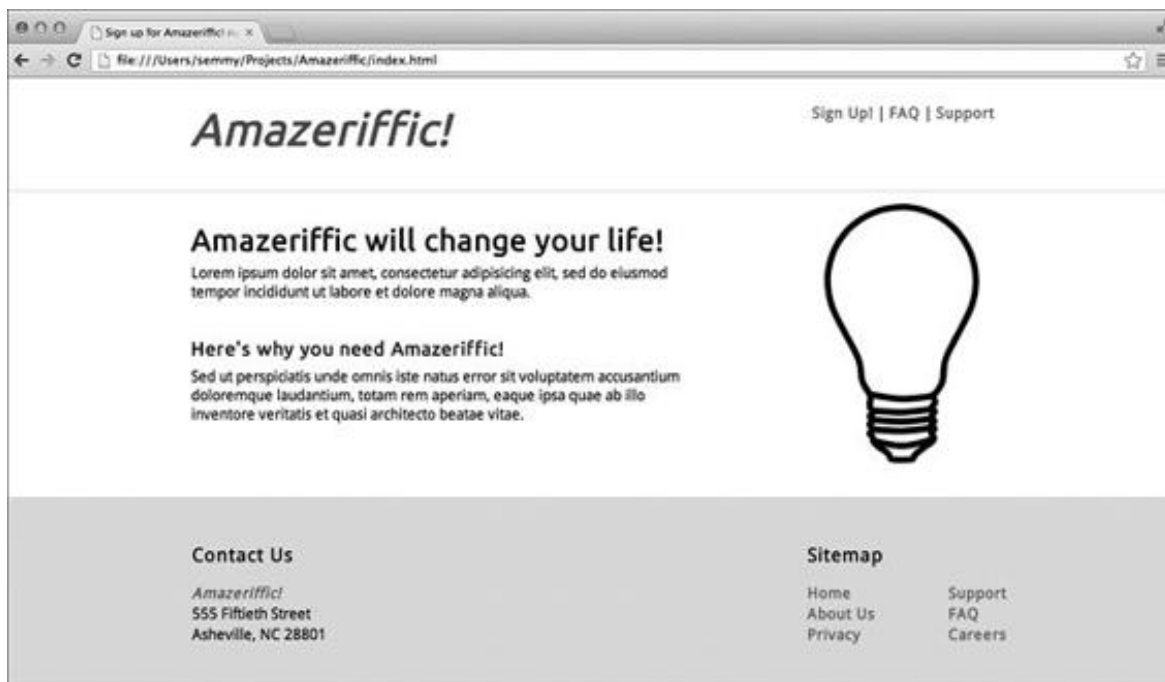 Sign up for Amazeriffic!
file:///Users/semmy/Projects/Amazeriffic/index.html
Amazeriffic!
Sign Up! | FAQ | Support
Amazeriffic will change your life!
Lorem ipsum dolor sit amet, consectetur adipisicing elit, sed do eiusmod
tempor incididunt ut labore et dolore magna aliqua.
Here's why you need Amazeriffic!
Sed ut perspiciatis unde omnis iste natus error sit voluptatem accusantium
doloremque laudantium, totam rem aperiam, eaque ipsa quae ab illo
inventore veritatis et quasi architecto beatae vitae.
Contact Us
Amazeriffic!
555 Fiftieth Street
Asheville, NC 28801
Sitemap
Home
About Us
Privacy
Support
FAQ
Careers